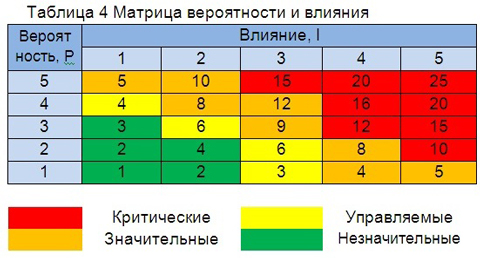 Таблица 4 Матрица вероятности и влияния
Вероят
ность, P
Влияние, I
1 2 3 4 5
5 5 10 15 20 25
4 4 8 12 16 20
3 3 6 9 12 15
2 2 4 6 8 10
1 1 2 3 4 5
Критические Управляемые
Значительные Незначительные